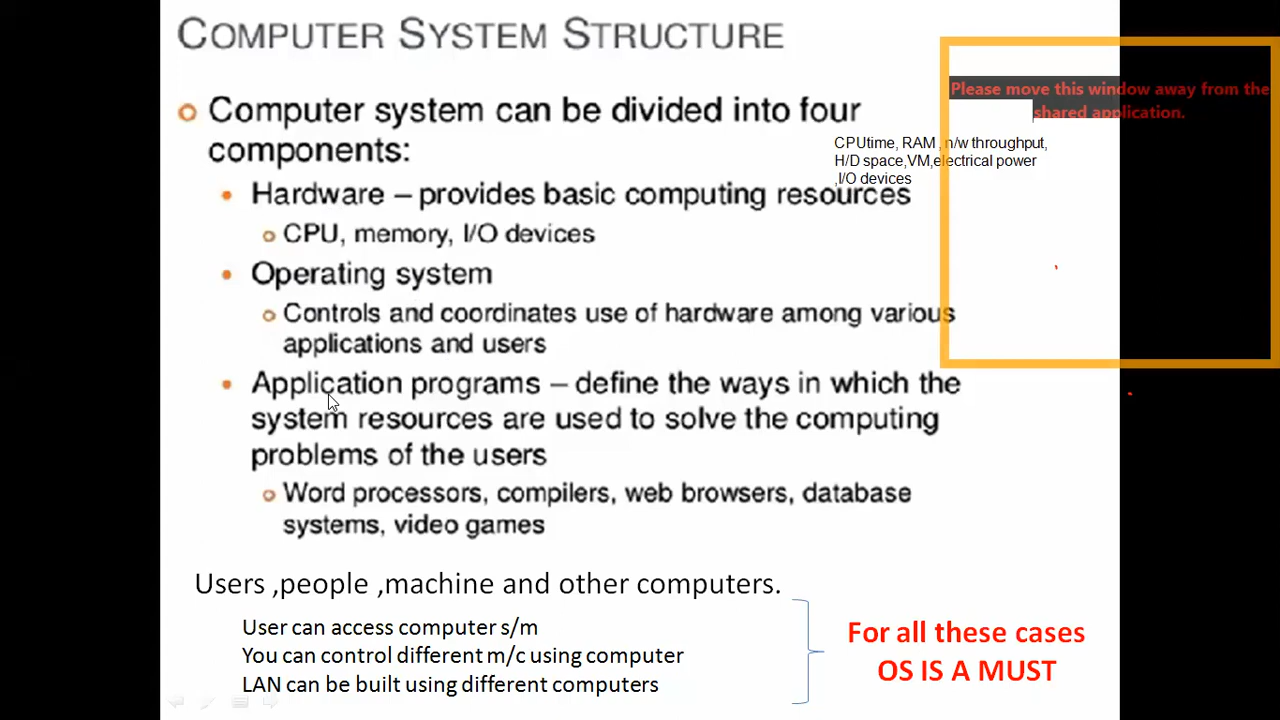 COMPUTER SYSTEM STRUCTURE
Computer system can be divided into four
components:
Please move this window away from the
shared application.
CPUtime, RAM , n/w throughput,
H/D space,VM,electrical power
,I/O devices
Hardware – provides basic computing resources
CPU, memory, I/O devices
Operating system
Controls and coordinates use of hardware among various
applications and users
Application programs – define the ways in which the
system resources are used to solve the computing
problems of the users
Word processors, compilers, web browsers, database
systems, video games
Users ,people ,machine and other computers.
User can access computer s/m
You can control different m/c using computer
LAN can be built using different computers
For all these cases
OS IS A MUST